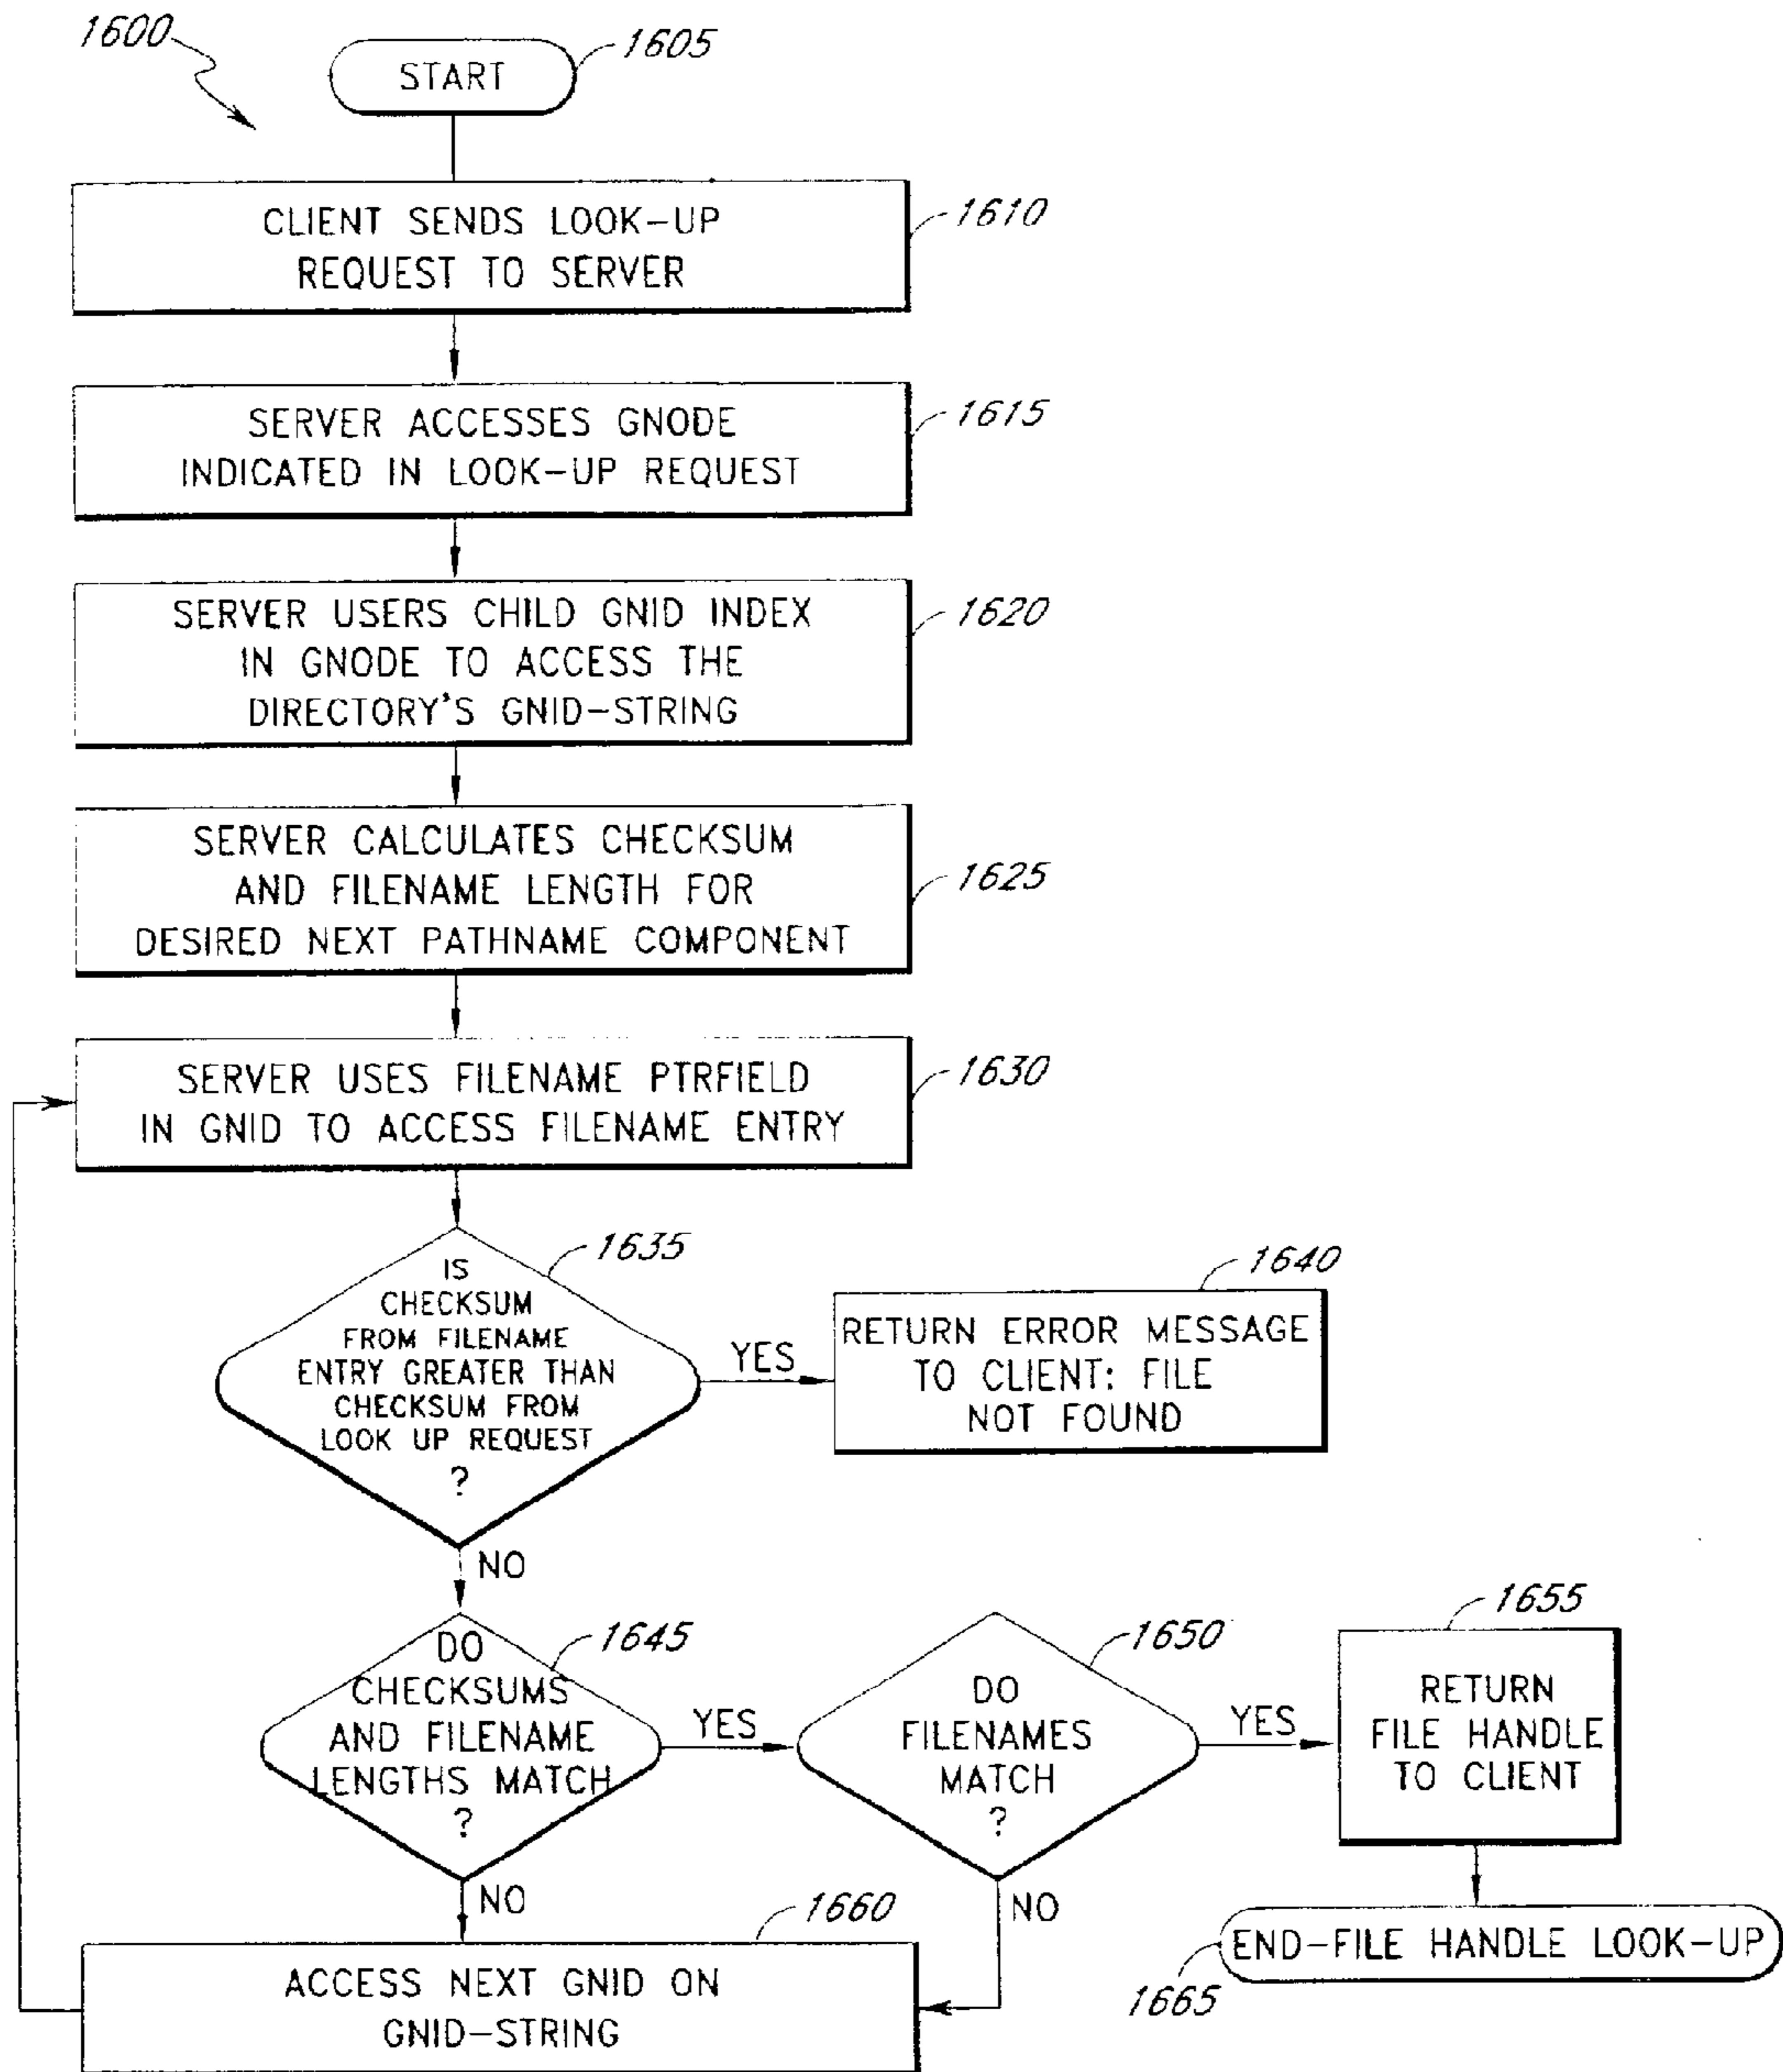 1600
START
1605
CLIENT SENDS LOOK-UP
REQUEST TO SERVER
1610
SERVER ACCESSES GNODE
INDICATED IN LOOK-UP REQUEST
1615
SERVER USERS CHILD GNID INDEX
IN GNODE TO ACCESS THE
DIRECTORY'S GNID-STRING
1620
SERVER CALCULATES CHECKSUM
AND FILENAME LENGTH FOR
DESIRED NEXT PATHNAME COMPONENT
1625
SERVER USES FILENAME PTRFIELD
IN GNID TO ACCESS FILENAME ENTRY
1630
IS
CHECKSUM
FROM FILENAME
ENTRY GREATER THAN
CHECKSUM FROM
LOOK UP REQUEST
?
1635
YES
NO
RETURN ERROR MESSAGE
TO CLIENT: FILE
NOT FOUND
1640
DO
CHECKSUMS
AND FILENAME
LENGTHS MATCH
?
1645
YES
NO
DO
FILENAMES
MATCH
?
1650
YES
NO
RETURN
FILE HANDLE
TO CLIENT
1655
ACCESS NEXT GNID ON
GNID-STRING
1660
END-FILE HANDLE LOOK-UP
1665